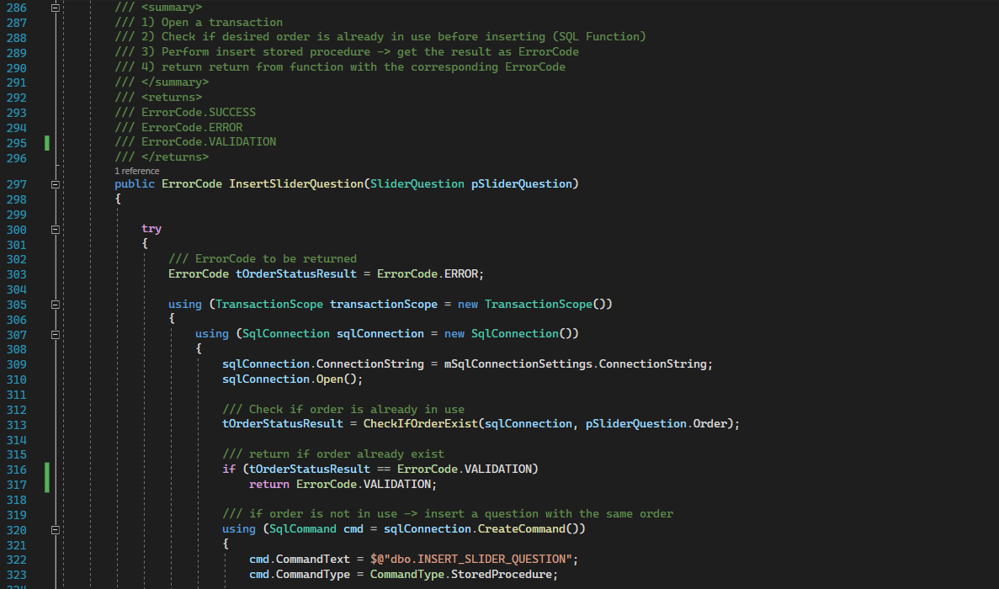 286 /// <summary>
287 /// 1) Open a transaction
288 /// 2) Check if desired order is already in use before inserting (SQL Function)
289 /// 3) Perform insert stored procedure -> get the result as ErrorCode
290 /// 4) return return from function with the corresponding ErrorCode
291 /// </summary>
292 /// <returns>
293 /// ErrorCode.SUCCESS
294 /// ErrorCode.ERROR
295 /// ErrorCode.VALIDATION
296 /// </returns>
1 reference
297 public ErrorCode InsertSliderQuestion(SliderQuestion pSliderQuestion)
298 {
299
300 try
301 {
302 /// ErrorCode to be returned
303 ErrorCode tOrderStatusResult = ErrorCode.ERROR;
304
305 using (TransactionScope transactionScope = new TransactionScope())
306 {
307 using (SqlConnection sqlConnection = new SqlConnection())
308 {
309 sqlConnection.ConnectionString = mSqlConnectionSettings.ConnectionString;
310 sqlConnection.Open();
311
312 /// Check if order is already in use
313 tOrderStatusResult = CheckIfOrderExist(sqlConnection, pSliderQuestion.Order);
314
315 /// return if order already exist
316 if (tOrderStatusResult == ErrorCode.VALIDATION)
317 return ErrorCode.VALIDATION;
318
319 /// if order is not in use -> insert a question with the same order
320 using (SqlCommand cmd = sqlConnection.CreateCommand())
321 {
322 cmd.CommandText = $@"dbo.INSERT_SLIDER_QUESTION";
323 cmd.CommandType = CommandType.StoredProcedure;
324